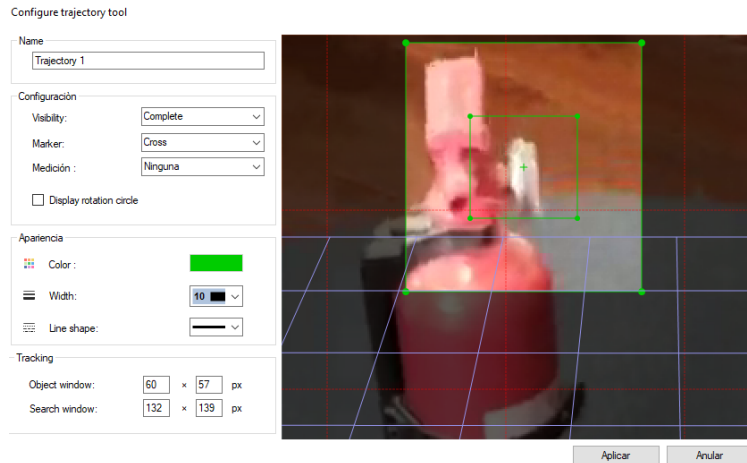 Configure trajectory tool
Name
Trajectory 1
Configuración
Visibility: Complete
Marker: Cross
Medición : Ninguna
Display rotation circle
Apariencia
Color :
Width: 10
Line shape:
Tracking
Object window: 60 × 57 px
Search window: 132 × 139 px
Aplicar Anular